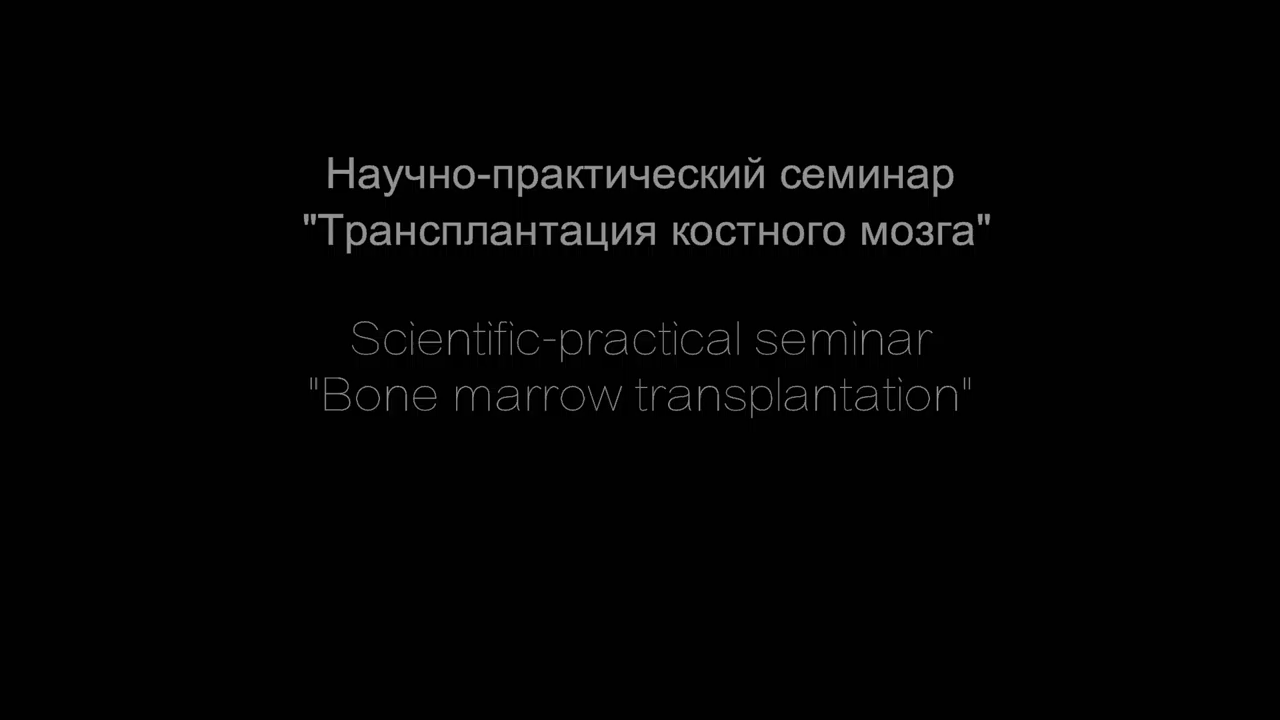 Научно-практический семинар
"Трансплантация костного мозга"
Scientific-practical seminar
"Bone marrow transplantation"